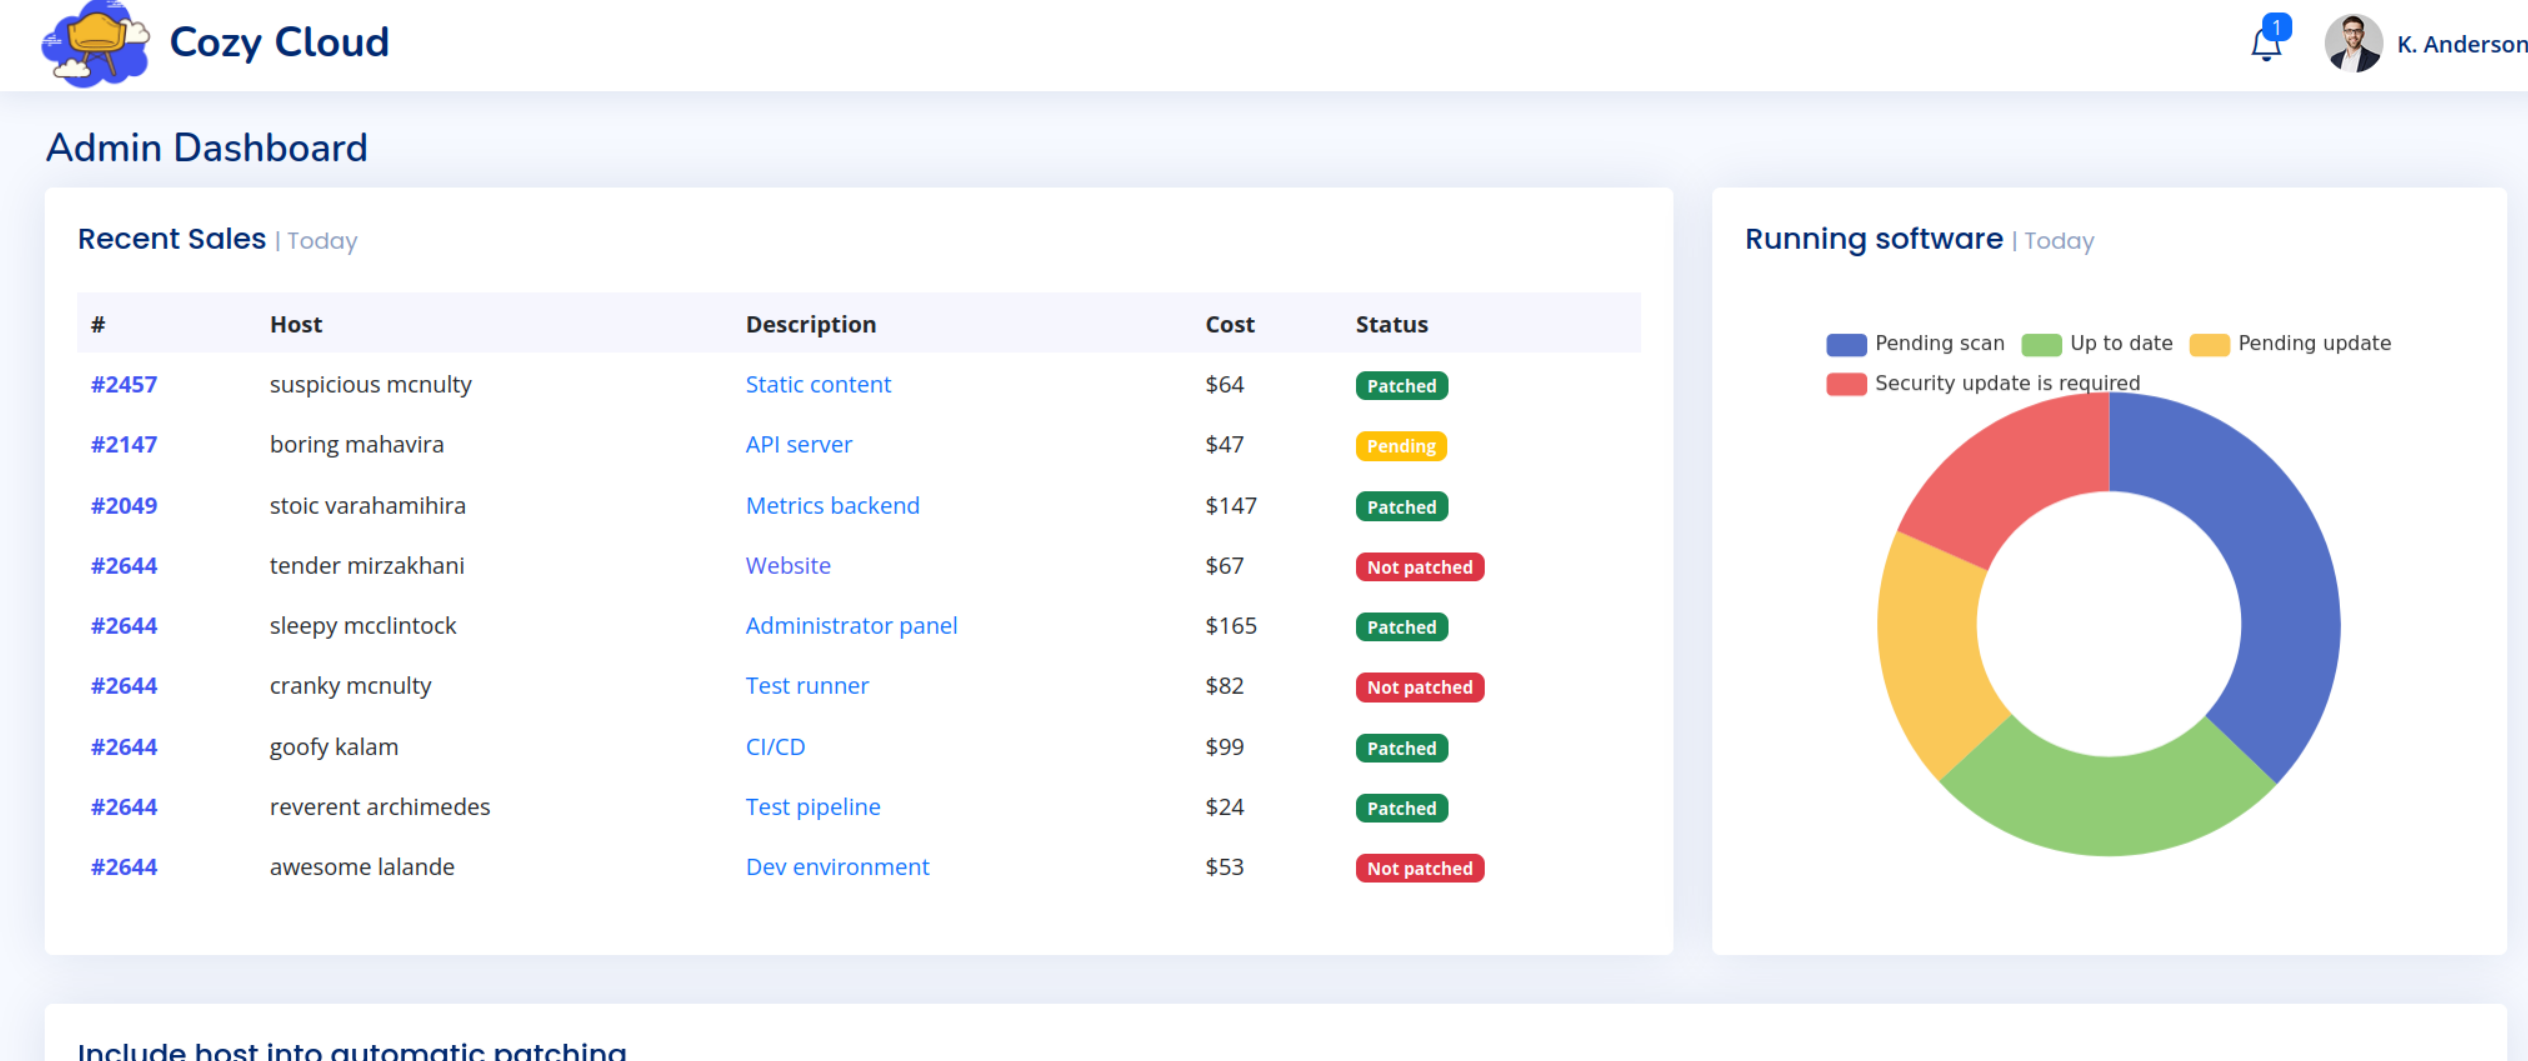 Cozy Cloud
1
K. Anderson
Admin Dashboard
Recent Sales | Today
# Host Description Cost Status
#2457 suspicious mcnulty Static content $64 Patched
#2147 boring mahavira API server $47 Pending
#2049 stoic varahamihira Metrics backend $147 Patched
#2644 tender mirzakhani Website $67 Not patched
#2644 sleepy mcclintock Administrator panel $165 Patched
#2644 cranky mcnulty Test runner $82 Not patched
#2644 goofy kalam CI/CD $99 Patched
#2644 reverent archimedes Test pipeline $24 Patched
#2644 awesome lalande Dev environment $53 Not patched
Running software | Today
Pending scan Up to date Pending update
Security update is required
Include host into automatic patching